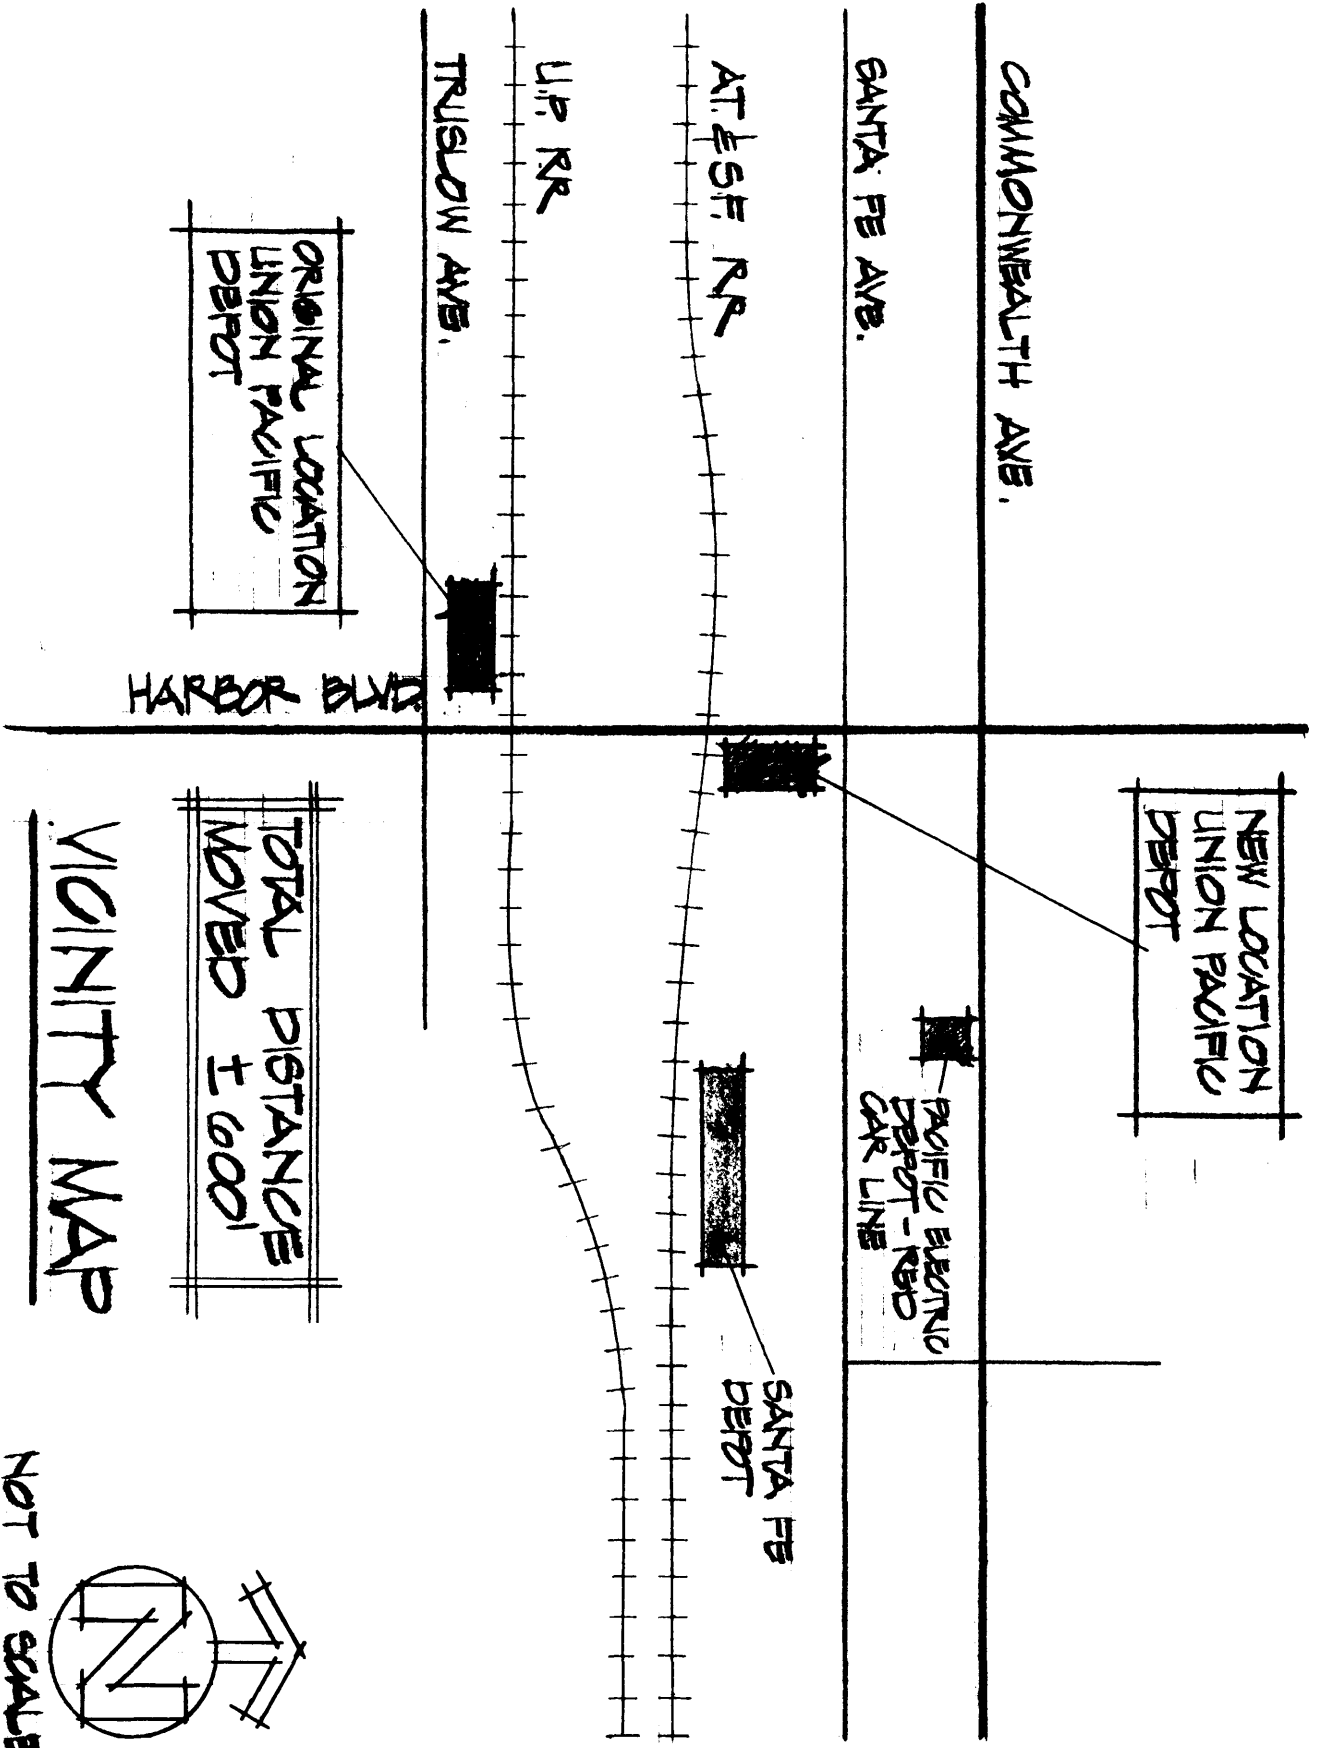 COMMONWEALTH AVE.
SANTA FE AVE.
A.T. & S.F. R.R.
U.P. R.R.
TRUSLOW AVE.
HARBOR BLVD.
NEW LOCATION
UNION PACIFIC
DEPOT
PACIFIC ELECTRIC
DEPOT - RED
CAR LINE
SANTA FE
DEPOT
ORIGINAL LOCATION
UNION PACIFIC
DEPOT
TOTAL DISTANCE
MOVED ± 600'
VICINITY MAP
N
NOT TO SCALE